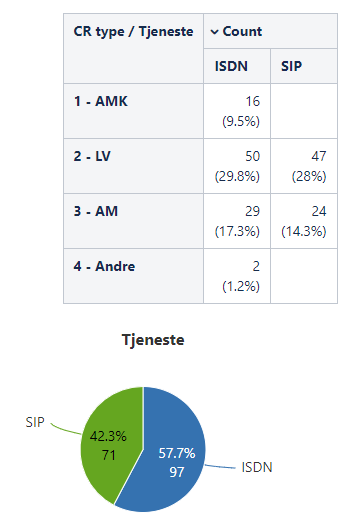 CR type / Tjeneste Count
ISDN SIP
1 - AMK 16
(9.5%)
2 - LV 50 47
(29.8%) (28%)
3 - AM 29 24
(17.3%) (14.3%)
4 - Andre 2
(1.2%)
Tjeneste
SIP
42.3%
71
57.7%
97
ISDN